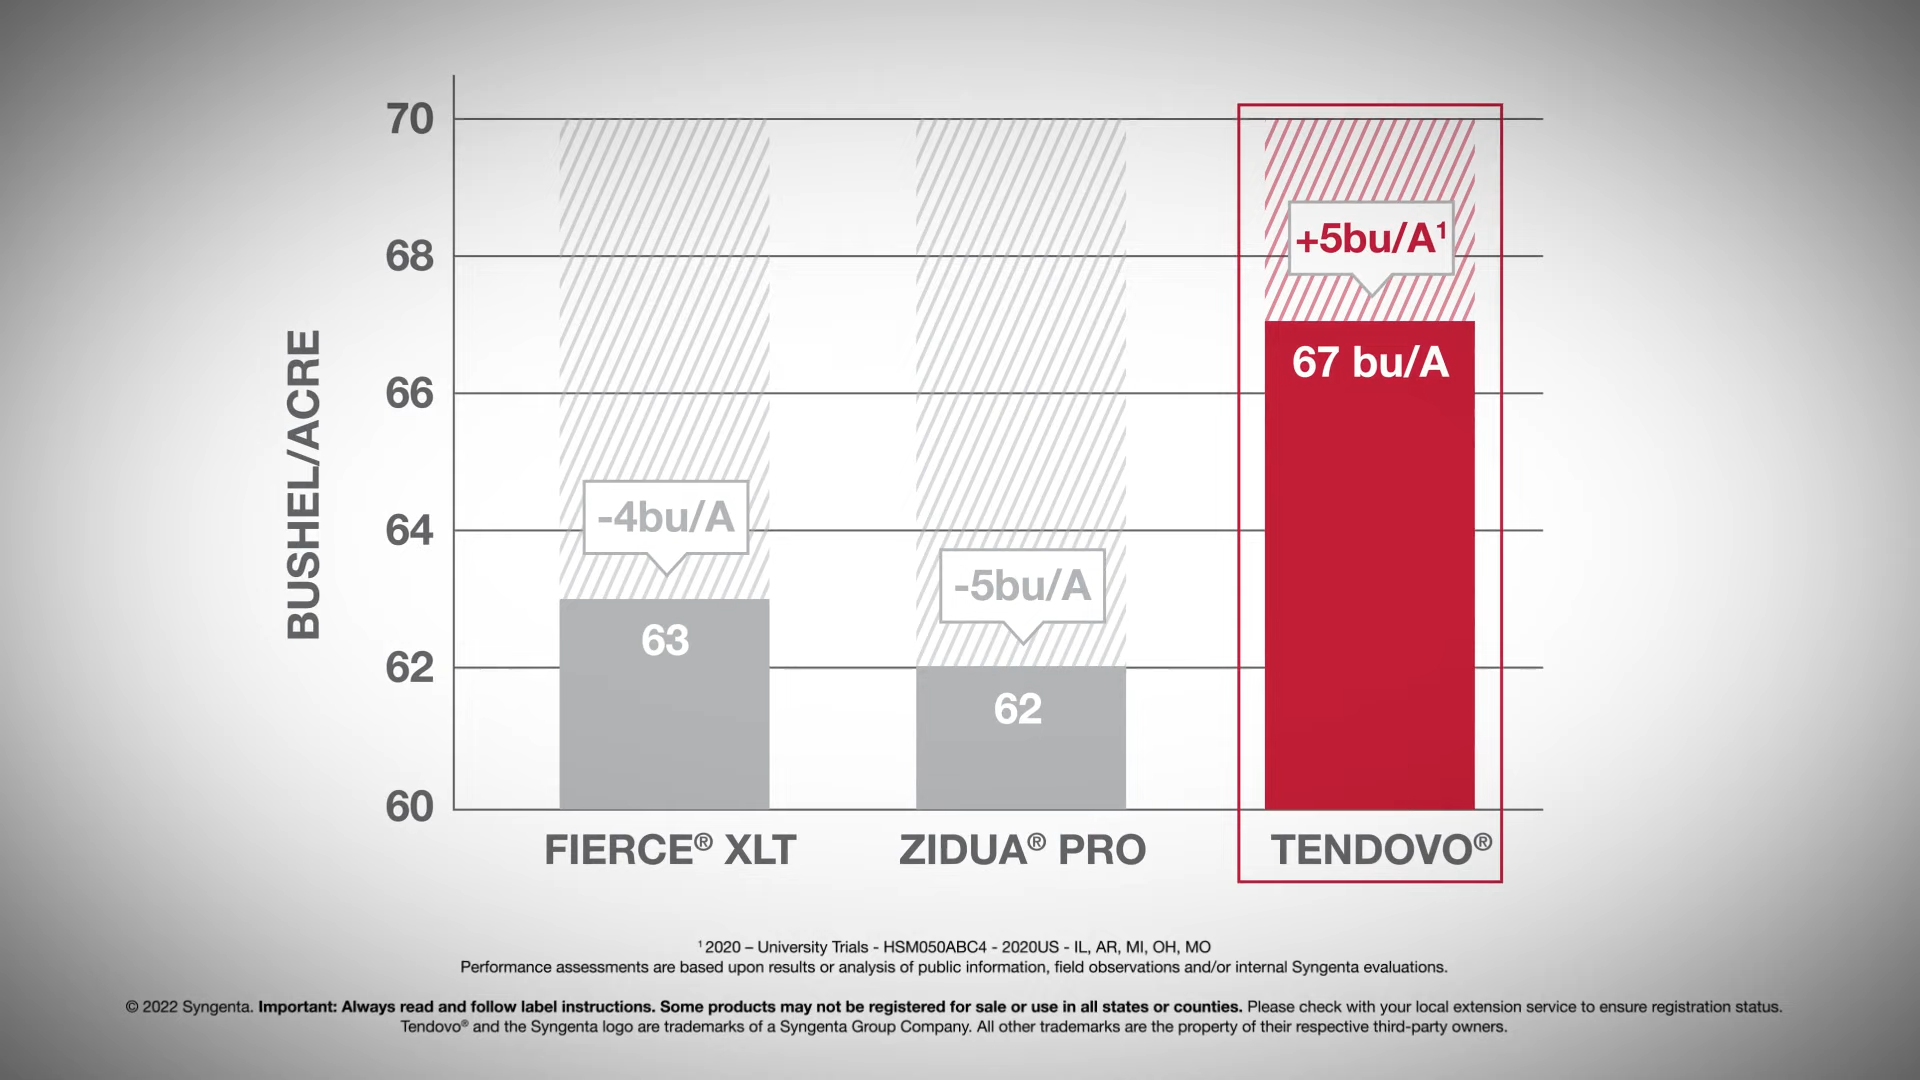 70
+5bu/A¹
68
67 bu/A
66
BUSHEL/ACRE
-4bu/A
64
-5bu/A
63
62
62
60
FIERCE® XLT
ZIDUA® PRO
TENDOVO®
¹ 2020 – University Trials - HSM050ABC4 - 2020US - IL, AR, MI, OH, MO
Performance assessments are based upon results or analysis of public information, field observations and/or internal Syngenta evaluations.
© 2022 Syngenta. Important: Always read and follow label instructions. Some products may not be registered for sale or use in all states or counties. Please check with your local extension service to ensure registration status.
Tendovo® and the Syngenta logo are trademarks of a Syngenta Group Company. All other trademarks are the property of their respective third-party owners.